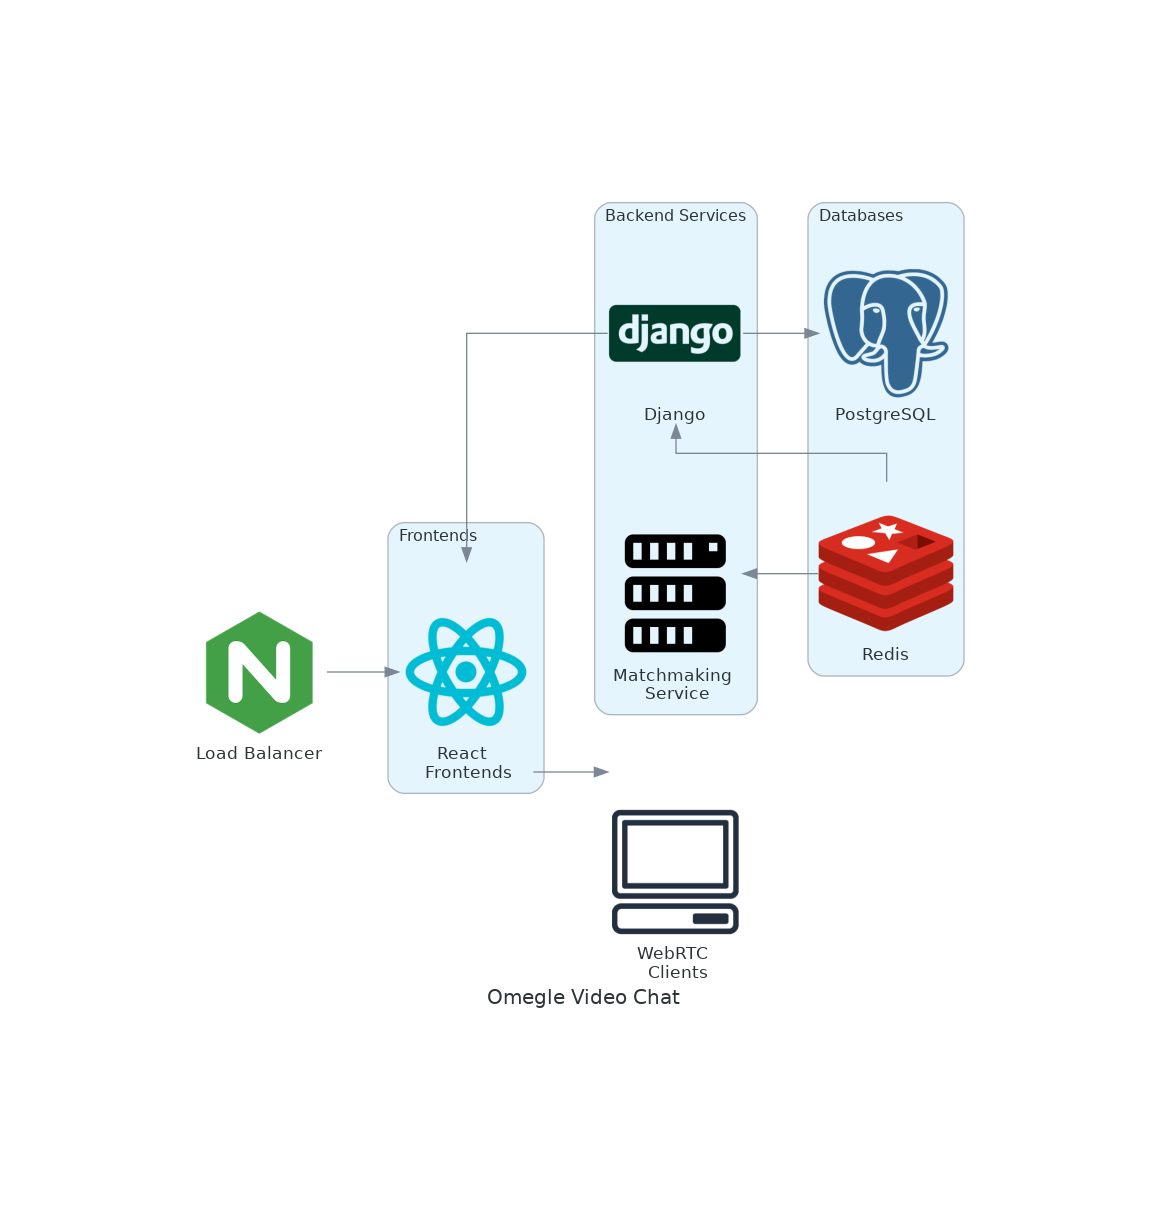 Backend Services
Databases
django
Django
PostgreSQL
Frontends
N
Load Balancer
React
Frontends
Matchmaking
Service
Redis
WebRTC
Clients
Omegle Video Chat